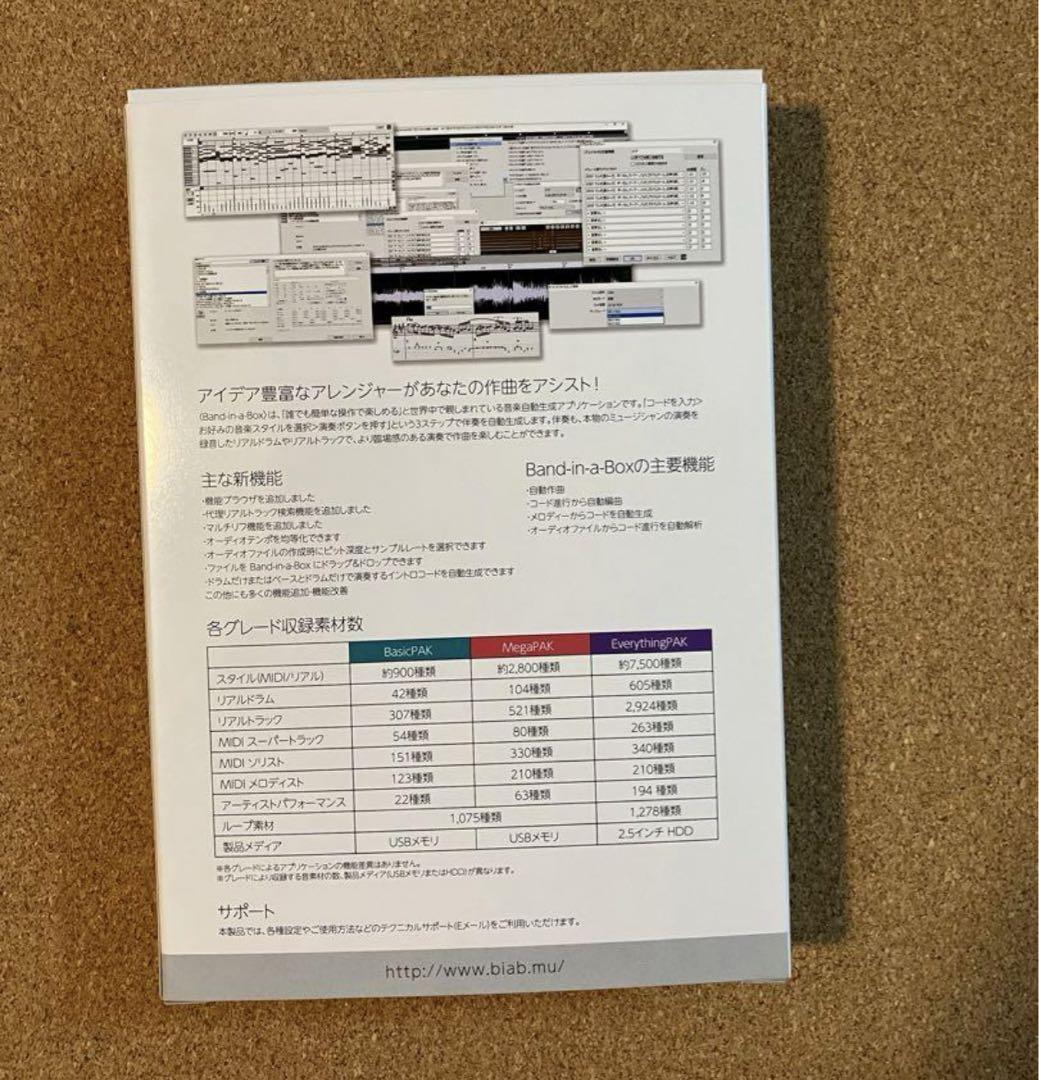 アイデア豊富なアレンジャーがあなたの作曲をアシスト！
(Band-in-a-Box)は、「誰でも簡単な操作で楽しめる」と世界中で親しまれている音楽自動生成アプリケーションです。「コードを入力>
お好みの音楽スタイルを選択>演奏ボタンを押す」という3ステップで伴奏を自動生成します。伴奏も、本物のミュージシャンの演奏を
録音したリアルドラムやリアルトラックで、より臨場感のある演奏で作曲を楽しむことができます。
主な新機能
・機能ブラウザを追加しました
・代理リアルトラック検索機能を追加しました
・マルチリフ機能を追加しました
・オーディオテンポを均等化できます
・オーディオファイルの作成時にビット深度とサンプルレートを選択できます
・ファイルを Band-in-a-Box にドラッグ&ドロップできます
・ドラムだけまたはベースとドラムだけで演奏するイントロコードを自動生成できます
この他にも多くの機能追加・機能改善
Band-in-a-Boxの主要機能
・自動作曲
・コード進行から自動編曲
・メロディーからコードを自動生成
・オーディオファイルからコード進行を自動解析
各グレード収録素材数
BasicPAK MegaPAK EverythingPAK
スタイル(MIDI/リアル) 約900種類 約2,800種類 約7,500種類
リアルドラム 42種類 104種類 605種類
リアルトラック 307種類 521種類 2,924種類
MIDI スーパートラック 54種類 80種類 263種類
MIDI ソリスト 151種類 330種類 340種類
MIDI メロディスト 123種類 210種類 210種類
アーティストパフォーマンス 22種類 63種類 194 種類
ループ素材 1,075種類 1,278種類
製品メディア USBメモリ USBメモリ 2.5インチ HDD
※各グレードによるアプリケーションの機能差異はありません。
※グレードにより収録する音素材の数、製品メディア(USBメモリまたはHDD)が異なります。
サポート
本製品では、各種設定やご使用方法などのテクニカルサポート(Eメール)をご利用いただけます。
http://www.biab.mu/